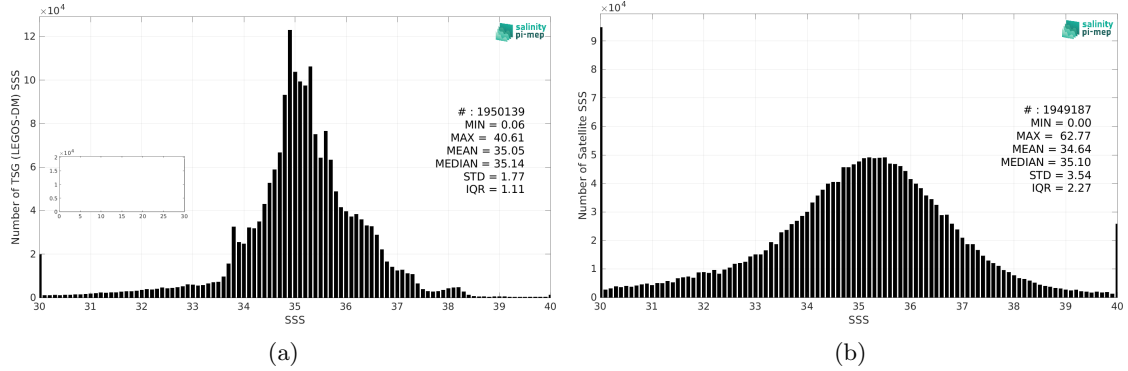 ×10⁴
12
10
8
6
4
2
0
30 31 32 33 34 35 36 37 38 39 40
SSS
Number of TSG (LEGOS-DM) SSS
salinity
pi-mep
# : 1950139
MIN = 0.06
MAX = 40.61
MEAN = 35.05
MEDIAN = 35.14
STD = 1.77
IQR = 1.11
×10⁴
2
1.5
1
0.5
0
0 5 10 15 20 25 30
(a)
×10⁴
9
8
7
6
5
4
3
2
1
0
30 31 32 33 34 35 36 37 38 39 40
SSS
Number of Satellite SSS
salinity
pi-mep
# : 1949187
MIN = 0.00
MAX = 62.77
MEAN = 34.64
MEDIAN = 35.10
STD = 3.54
IQR = 2.27
(b)